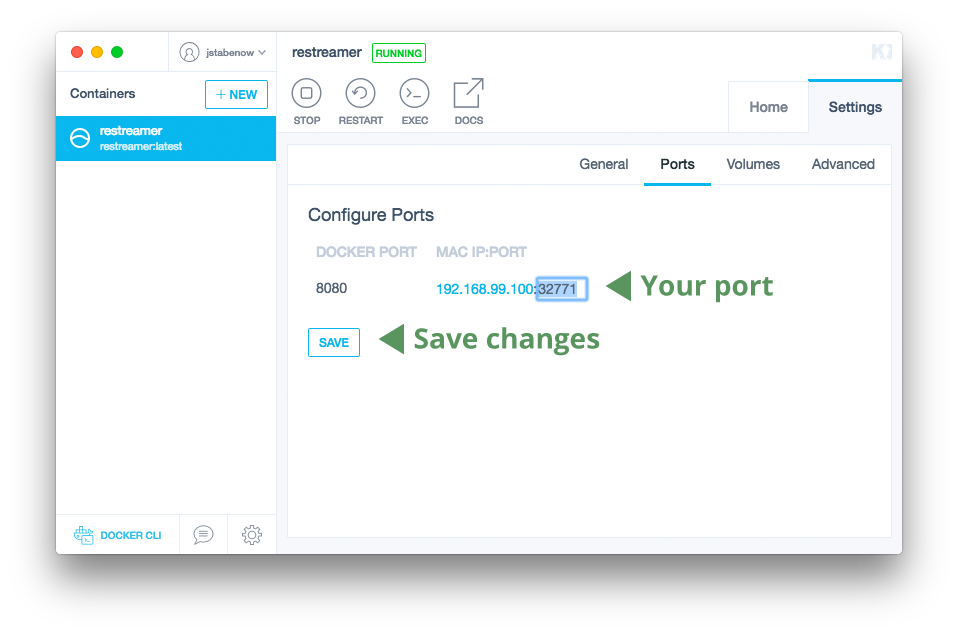 jstabenow
restreamer RUNNING
Containers
+ NEW
restreamer
restreamer:latest
STOP RESTART EXEC DOCS
Home Settings
General Ports Volumes Advanced
Configure Ports
DOCKER PORT MAC IP:PORT
8080 192.168.99.100:32771 Your port
SAVE Save changes
DOCKER CLI